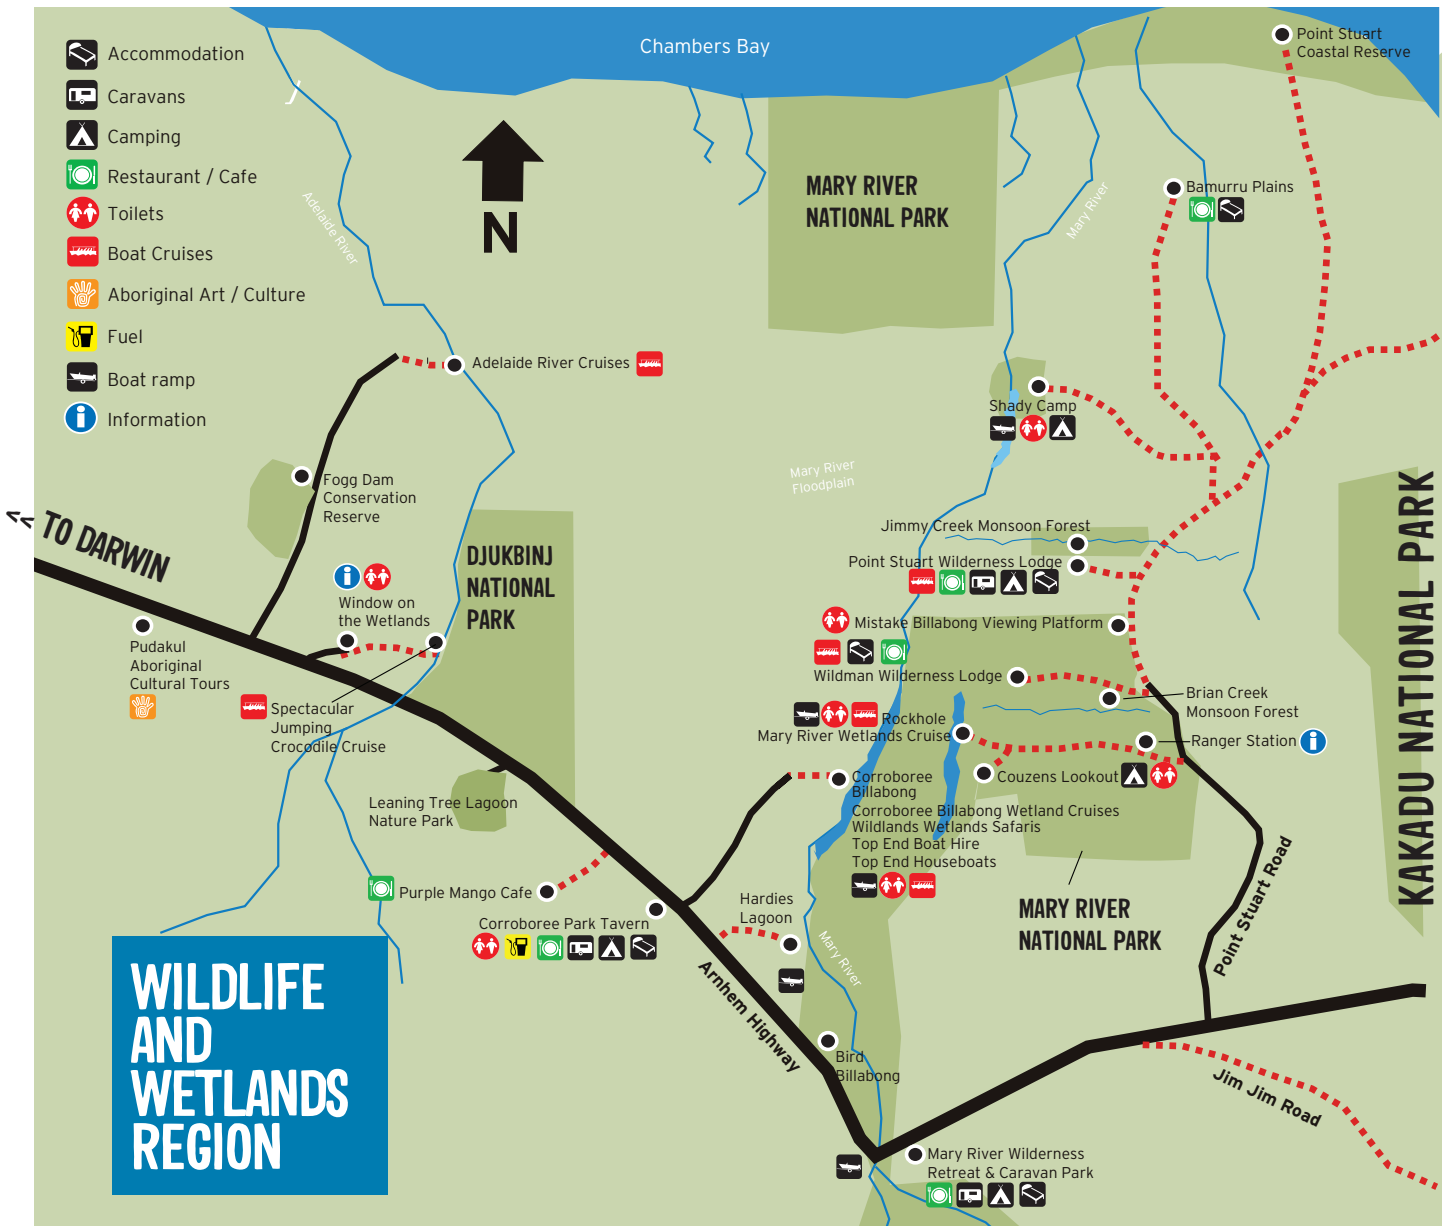 Chambers Bay
Point Stuart
Coastal Reserve
Accommodation
Caravans
Camping
Restaurant / Cafe
Toilets
Boat Cruises
Aboriginal Art / Culture
Fuel
Boat ramp
Information
N
Adelaide River
MARY RIVER
NATIONAL PARK
Mary River
Bamurru Plains
Adelaide River Cruises
Shady Camp
Mary River
Floodplain
Fogg Dam
Conservation
Reserve
<< TO DARWIN
DJUKBINJ
NATIONAL
PARK
KAKADU NATIONAL PARK
Jimmy Creek Monsoon Forest
Point Stuart Wilderness Lodge
Window on
the Wetlands
Mistake Billabong Viewing Platform
Pudakul
Aboriginal
Cultural Tours
Wildman Wilderness Lodge
Brian Creek
Monsoon Forest
Spectacular
Jumping
Crocodile Cruise
Rockhole
Mary River Wetlands Cruise
Ranger Station
Couzens Lookout
Corroboree
Billabong
Corroboree Billabong Wetland Cruises
Wildlands Wetlands Safaris
Top End Boat Hire
Top End Houseboats
Leaning Tree Lagoon
Nature Park
Purple Mango Cafe
Corroboree Park Tavern
Hardies
Lagoon
Mary River
MARY RIVER
NATIONAL PARK
Point Stuart Road
Arnhem Highway
Bird
Billabong
Jim Jim Road
WILDLIFE
AND
WETLANDS
REGION
Mary River Wilderness
Retreat & Caravan Park